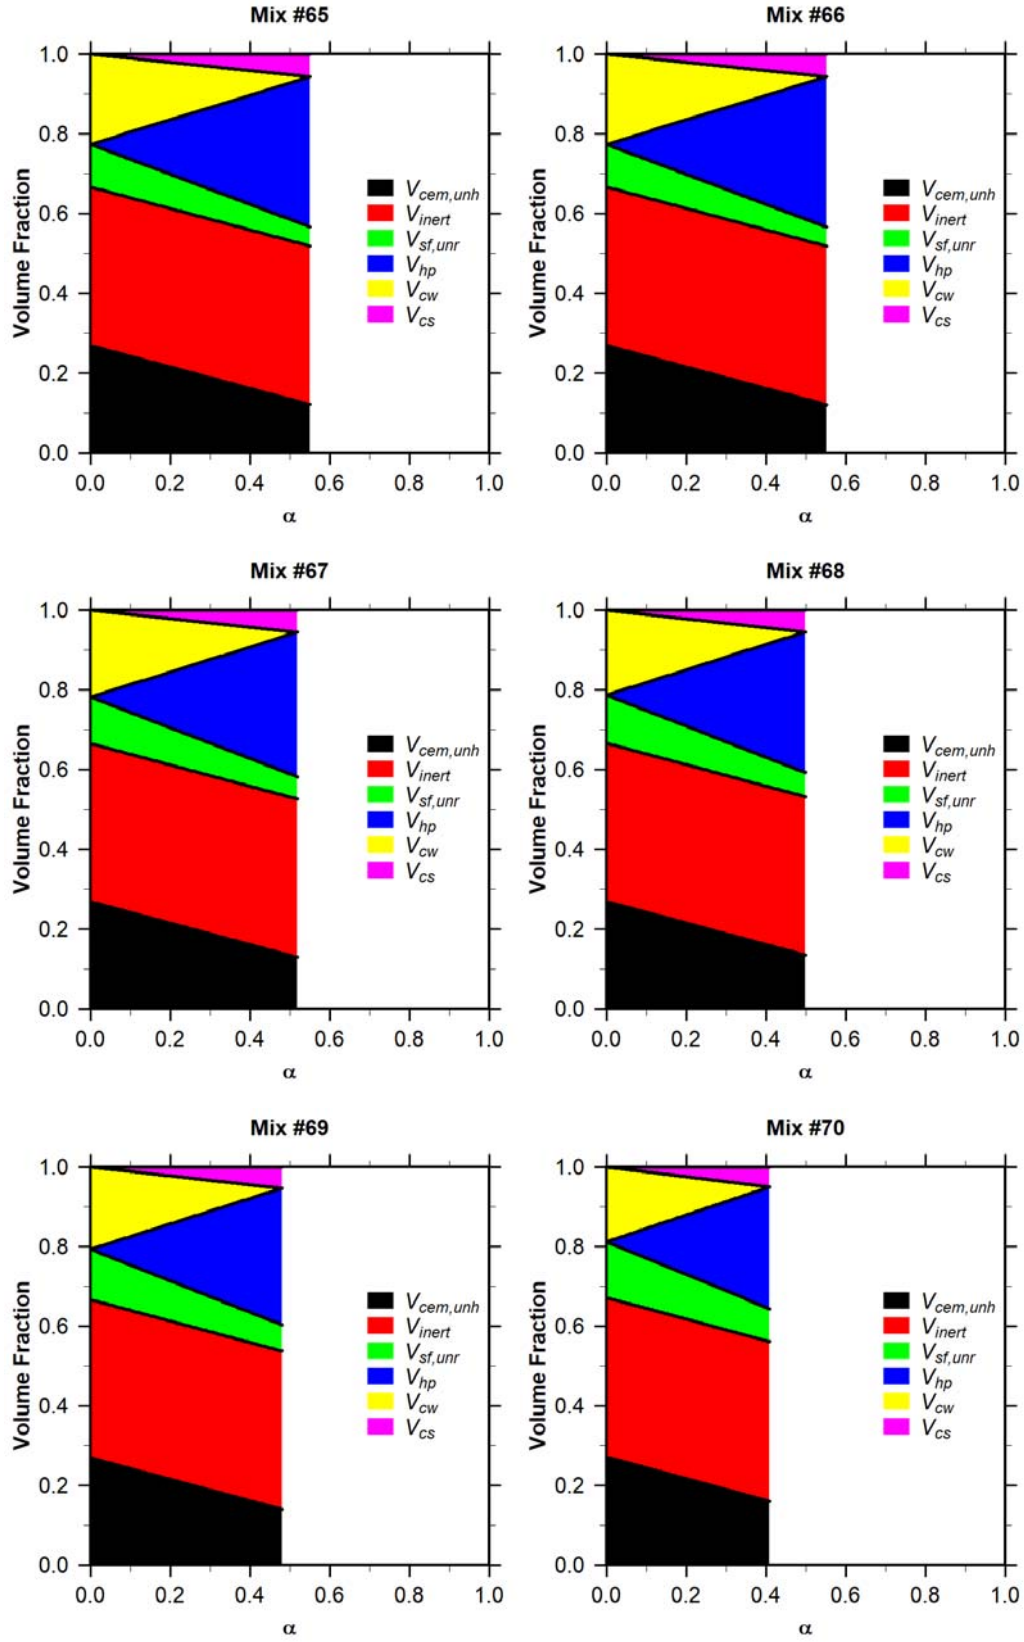 Mix #65
1.0
0.8
0.6
0.4
0.2
0.0
Volume Fraction
V_cem,unh
V_inert
V_sf,unr
V_hp
V_cw
V_cs
0.0 0.2 0.4 0.6 0.8 1.0
α
Mix #66
1.0
0.8
0.6
0.4
0.2
0.0
Volume Fraction
V_cem,unh
V_inert
V_sf,unr
V_hp
V_cw
V_cs
0.0 0.2 0.4 0.6 0.8 1.0
α
Mix #67
1.0
0.8
0.6
0.4
0.2
0.0
Volume Fraction
V_cem,unh
V_inert
V_sf,unr
V_hp
V_cw
V_cs
0.0 0.2 0.4 0.6 0.8 1.0
α
Mix #68
1.0
0.8
0.6
0.4
0.2
0.0
Volume Fraction
V_cem,unh
V_inert
V_sf,unr
V_hp
V_cw
V_cs
0.0 0.2 0.4 0.6 0.8 1.0
α
Mix #69
1.0
0.8
0.6
0.4
0.2
0.0
Volume Fraction
V_cem,unh
V_inert
V_sf,unr
V_hp
V_cw
V_cs
0.0 0.2 0.4 0.6 0.8 1.0
α
Mix #70
1.0
0.8
0.6
0.4
0.2
0.0
Volume Fraction
V_cem,unh
V_inert
V_sf,unr
V_hp
V_cw
V_cs
0.0 0.2 0.4 0.6 0.8 1.0
α